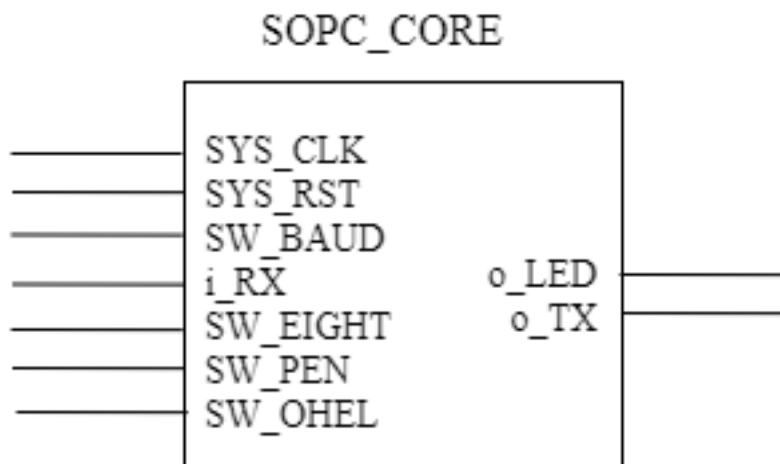 SOPC_CORE
SYS_CLK
SYS_RST
SW_BAUD
i_RX
SW_EIGHT
SW_PEN
SW_OHEL
o_LED
o_TX